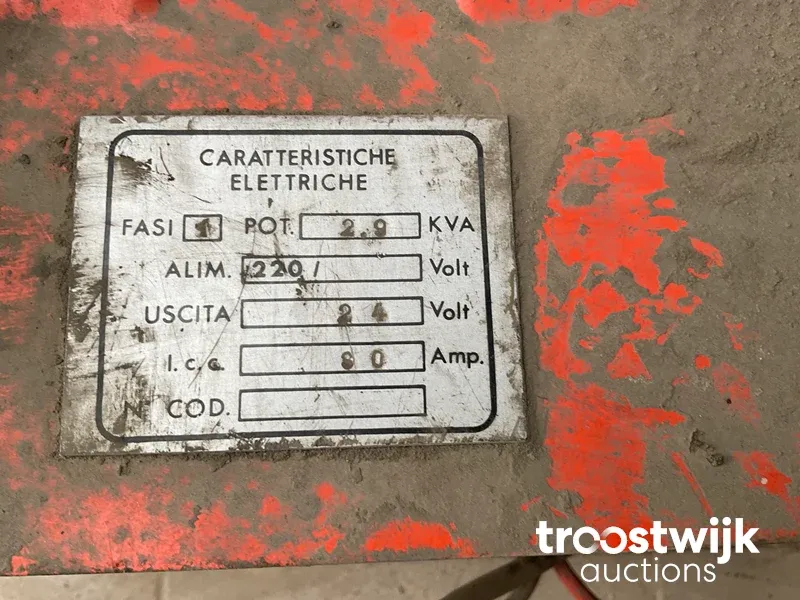 CARATTERISTICHE
ELETTRICHE
FASI 1 POT. 2.9 KVA
ALIM. /220/ Volt
USCITA 24 Volt
I.c.c. 80 Amp.
N° COD.
troostwijk
auctions